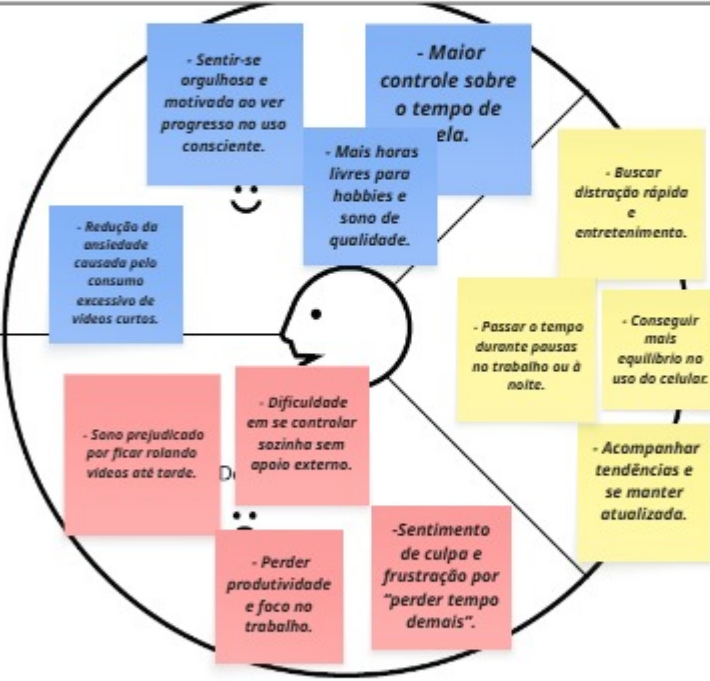 - Sentir-se
orgulhosa e
motivada ao ver
progresso no uso
consciente.
- Maior
controle sobre
o tempo de
ela.
- Mais horas
livres para
hobbies e
sono de
qualidade.
- Redução da
ansiedade
causada pelo
consumo
excessivo de
vídeos curtos.
- Buscar
distração rápida
e
entretenimento.
- Passar o tempo
durante pausas
no trabalho ou à
noite.
- Conseguir
mais
equilíbrio no
uso do celular.
- Acompanhar
tendências e
se manter
atualizada.
- Sono prejudicado
por ficar rolando
vídeos até tarde.
- Dificuldade
em se controlar
sozinha sem
apoio externo.
- Perder
produtividade
e foco no
trabalho.
-Sentimento
de culpa e
frustração por
“perder tempo
demais”.